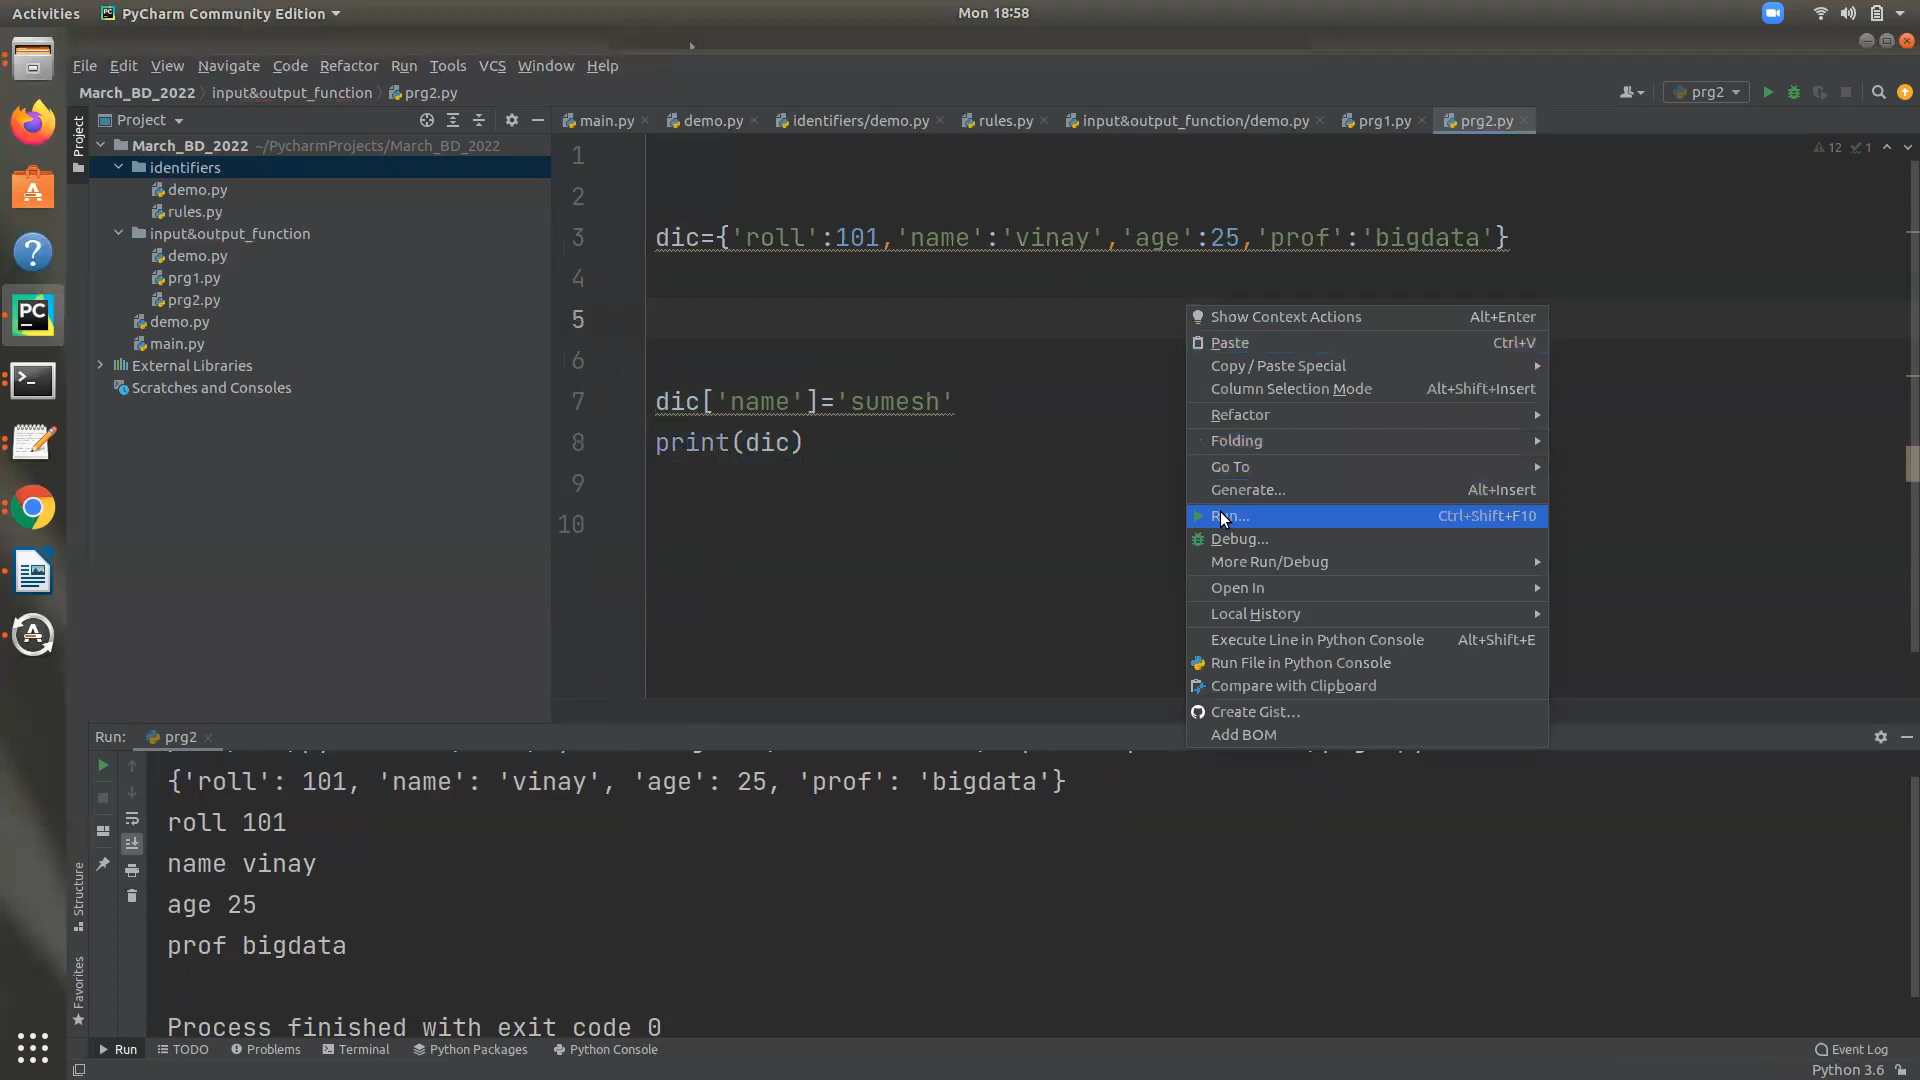 Activities
PyCharm Community Edition
Mon 18:58
File Edit View Navigate Code Refactor Run Tools VCS Window Help
March_BD_2022 input&output_function prg2.py
prg2
Project
main.py demo.py identifiers/demo.py rules.py input&output_function/demo.py prg1.py prg2.py
Project
March_BD_2022 ~/PycharmProjects/March_BD_2022
identifiers
demo.py
rules.py
input&output_function
demo.py
prg1.py
prg2.py
demo.py
main.py
External Libraries
Scratches and Consoles
12 1
1
2
3 dic={'roll':101,'name':'vinay','age':25,'prof':'bigdata'}
4
5
6
7 dic['name']='sumesh'
8 print(dic)
9
10
Show Context Actions Alt+Enter
Paste Ctrl+V
Copy / Paste Special
Column Selection Mode Alt+Shift+Insert
Refactor
Folding
Go To
Generate... Alt+Insert
Run... Ctrl+Shift+F10
Debug...
More Run/Debug
Open In
Local History
Execute Line in Python Console Alt+Shift+E
Run File in Python Console
Compare with Clipboard
Create Gist...
Add BOM
Run: prg2
{'roll': 101, 'name': 'vinay', 'age': 25, 'prof': 'bigdata'}
roll 101
name vinay
age 25
prof bigdata
Process finished with exit code 0
Structure
Favorites
Run TODO Problems Terminal Python Packages Python Console
Event Log
Python 3.6